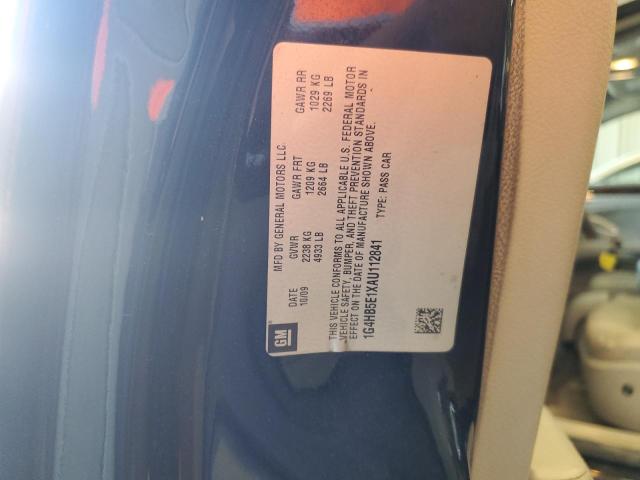 GM
MFD BY GENERAL MOTORS LLC.
DATE GVWR GAWR FRT GAWR RR
10/09 2238 KG 1209 KG 1029 KG
4933 LB 2664 LB 2269 LB
THIS VEHICLE CONFORMS TO ALL APPLICABLE U.S. FEDERAL MOTOR
VEHICLE SAFETY, BUMPER, AND THEFT PREVENTION STANDARDS IN
EFFECT ON THE DATE OF MANUFACTURE SHOWN ABOVE.
1G4HB5E1XAU112841 TYPE: PASS CAR